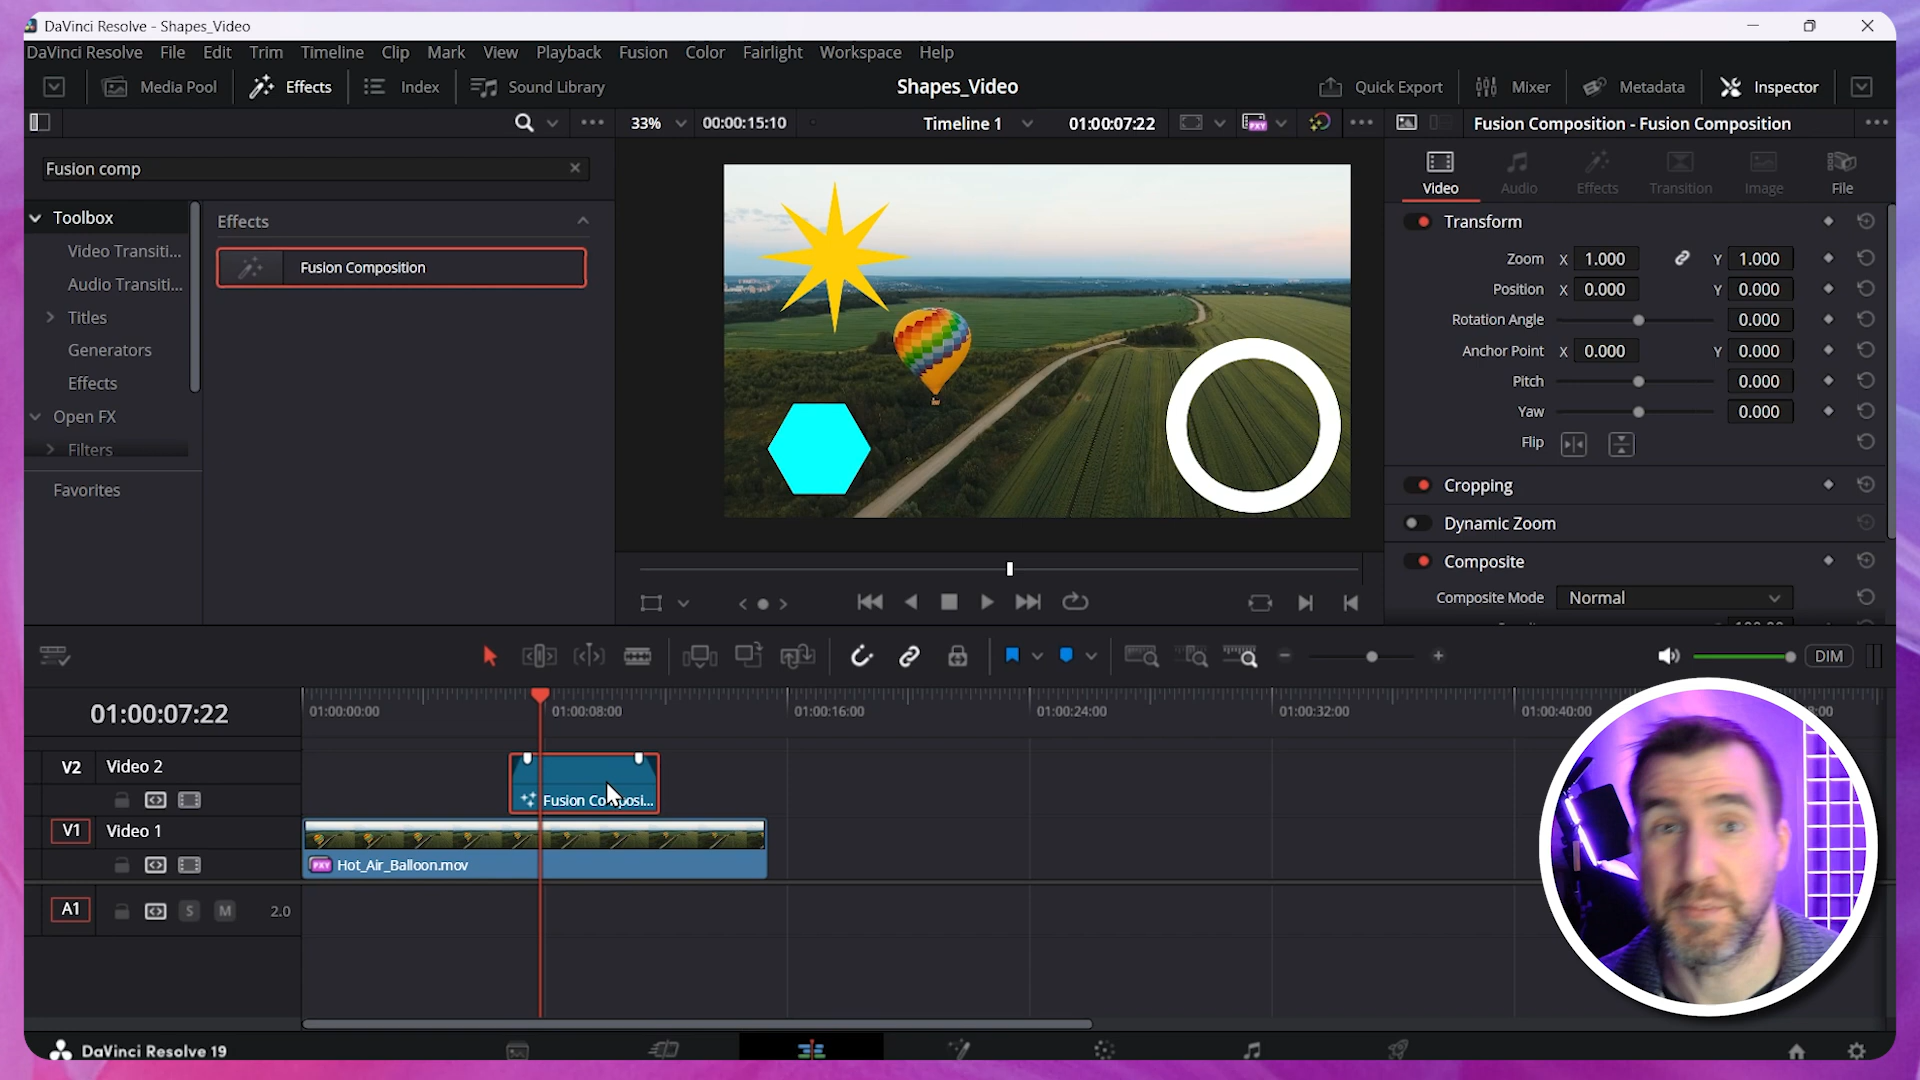 DaVinci Resolve - Shapes_Video
DaVinci Resolve File Edit Trim Timeline Clip Mark View Playback Fusion Color Fairlight Workspace Help
Media Pool Effects Index Sound Library Shapes_Video Quick Export Mixer Metadata Inspector
33% 00:00:15:10 Timeline 1 01:00:07:22 PXY Fusion Composition - Fusion Composition
Fusion comp
Toolbox
Video Transiti...
Audio Transiti...
Titles
Generators
Effects
Open FX
Filters
Favorites
Effects
Fusion Composition
Video Audio Effects Transition Image File
Transform
Zoom X 1.000 Y 1.000
Position X 0.000 Y 0.000
Rotation Angle 0.000
Anchor Point X 0.000 Y 0.000
Pitch 0.000
Yaw 0.000
Flip
Cropping
Dynamic Zoom
Composite
Composite Mode Normal
DIM
01:00:07:22
01:00:00:00 01:00:08:00 01:00:16:00 01:00:24:00 01:00:32:00 01:00:40:00
V2 Video 2
Fusion Composi...
V1 Video 1
PXY Hot_Air_Balloon.mov
A1 S M 2.0
DaVinci Resolve 19